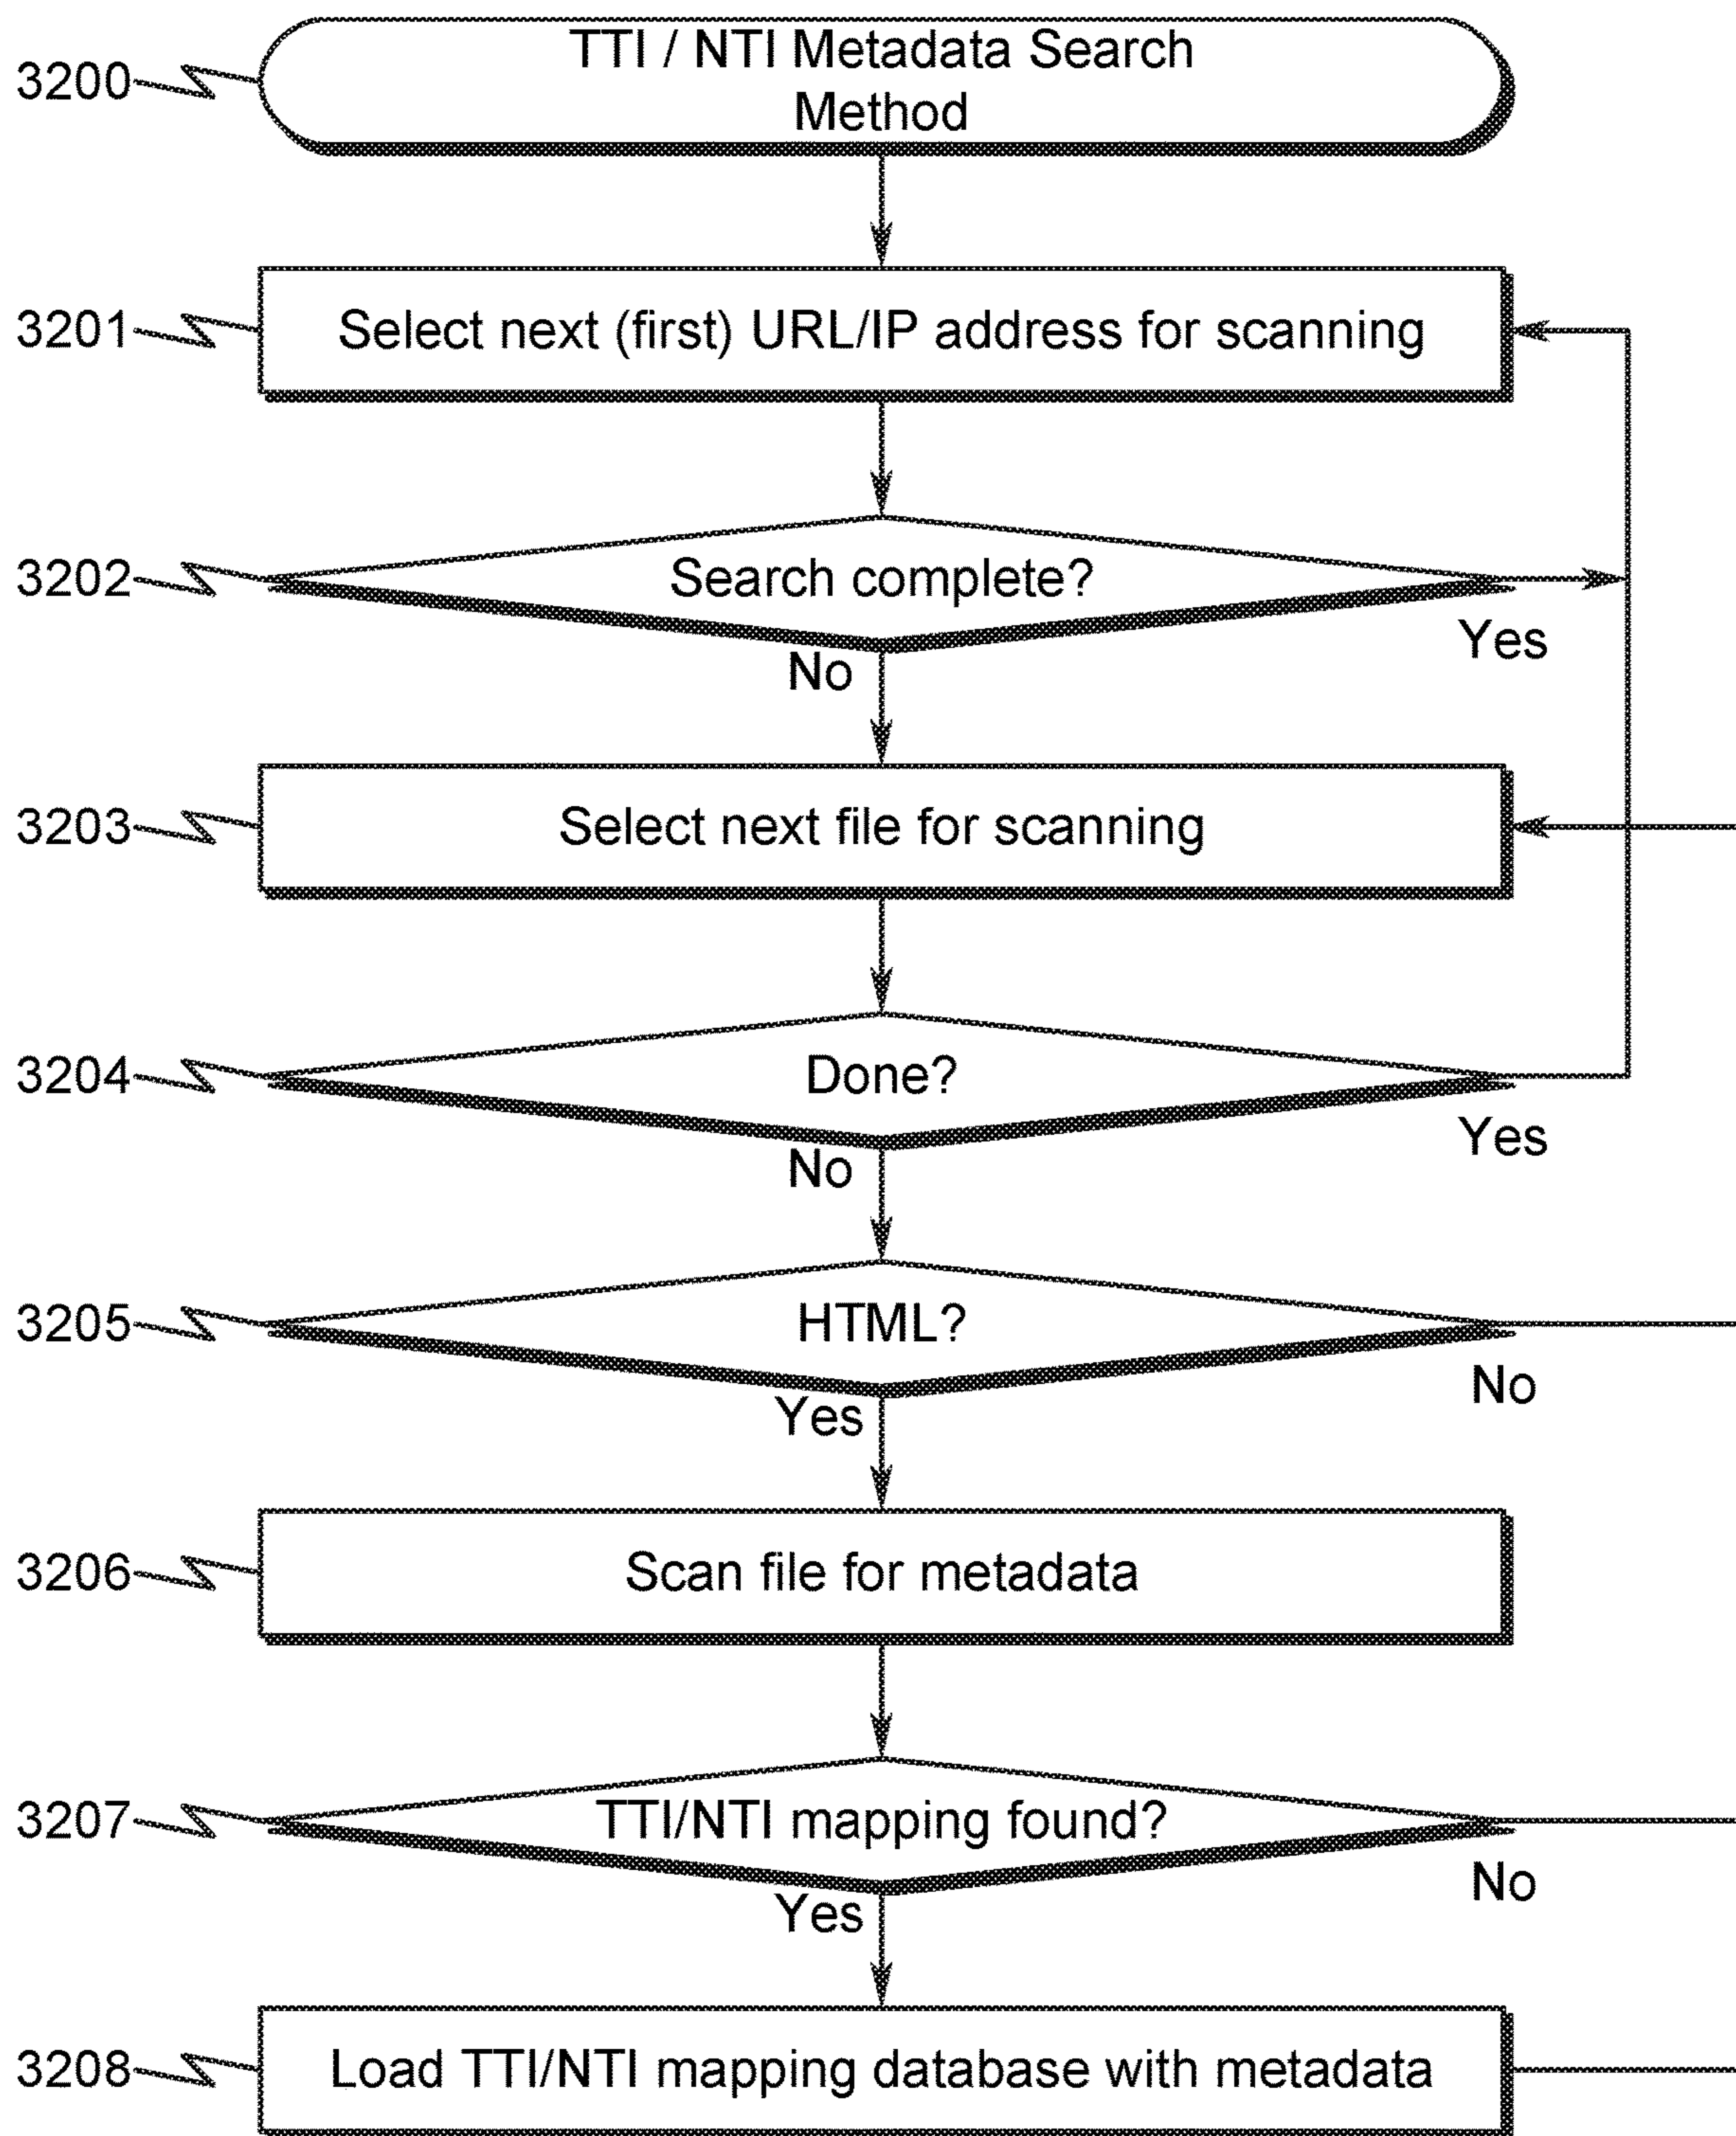 TTI / NTI Metadata Search
Method
3200
3201
Select next (first) URL/IP address for scanning
3202
Search complete?
Yes
No
3203
Select next file for scanning
3204
Done?
Yes
No
3205
HTML?
No
Yes
3206
Scan file for metadata
3207
TTI/NTI mapping found?
No
Yes
3208
Load TTI/NTI mapping database with metadata